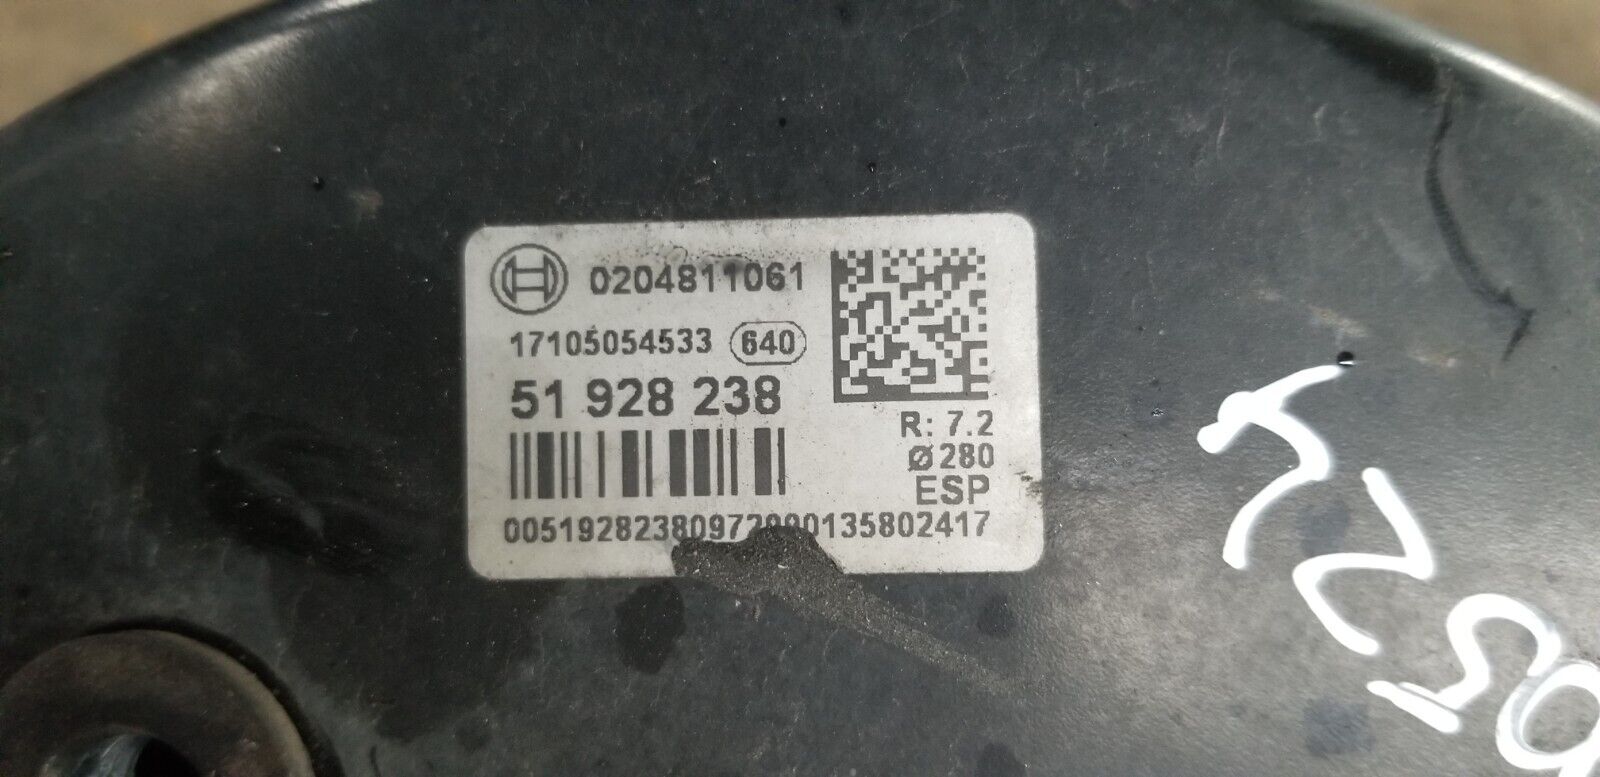 0204811061
17105054533 640
51 928 238
R: 7.2
Ø280
ESP